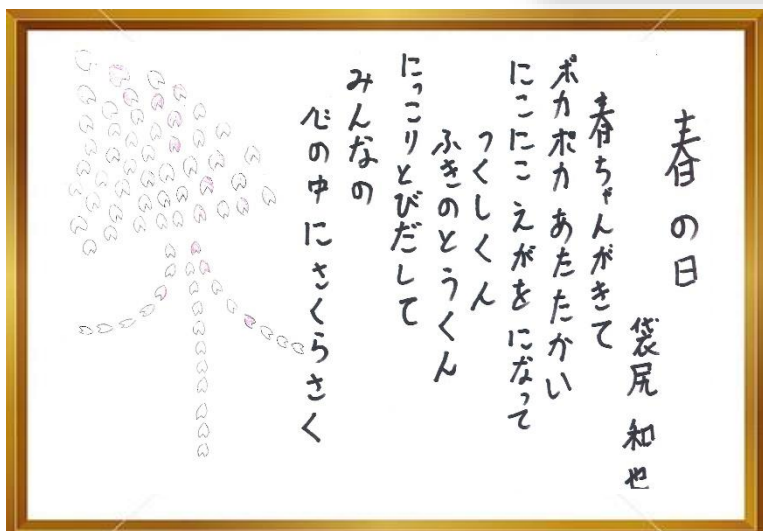 春の日
袋尻 和也
春ちゃんがきて
ポカポカ あたたかい
にこにこ えがをになって
つくしくん
ふきのとうくん
にっこりとびだして
みんなの
心の中にさくらさく